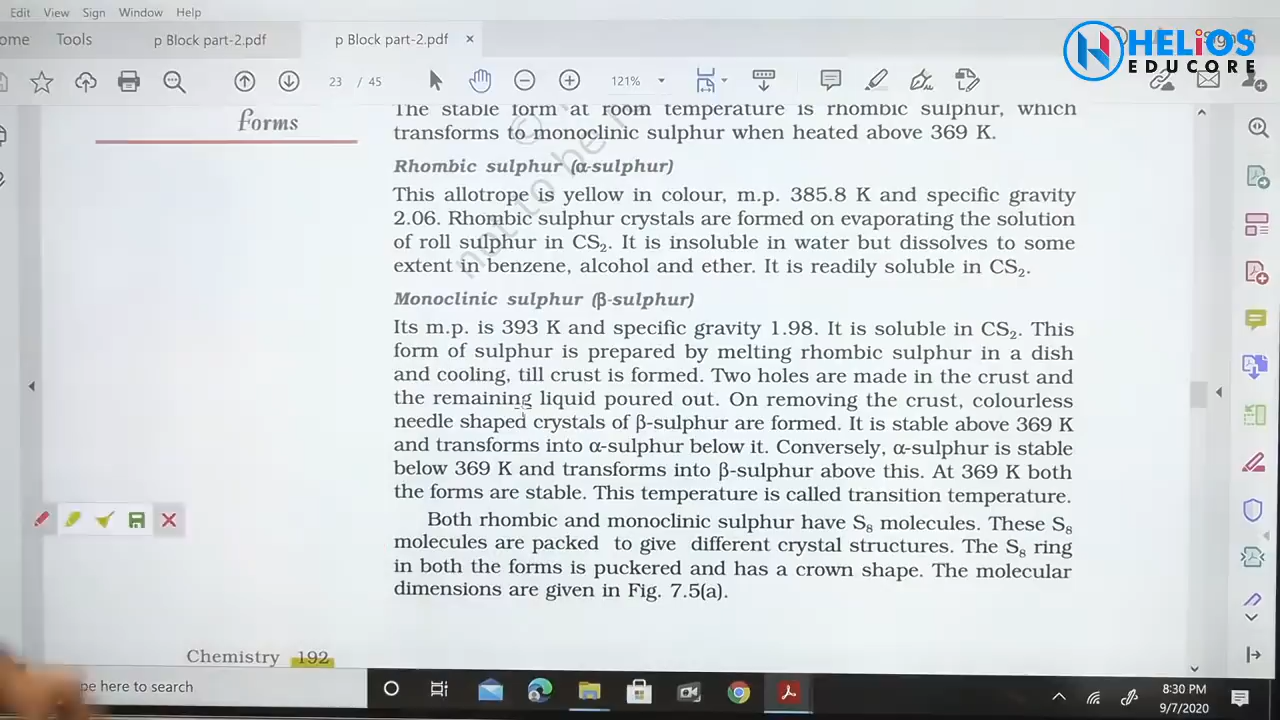 Edit View Sign Window Help
ome Tools p Block part-2.pdf p Block part-2.pdf ×
HELiOS
EDUCORE
23 / 45 121%
The stable form at room temperature is rhombic sulphur, which
forms
transforms to monoclinic sulphur when heated above 369 K.
Rhombic sulphur (α-sulphur)
This allotrope is yellow in colour, m.p. 385.8 K and specific gravity
2.06. Rhombic sulphur crystals are formed on evaporating the solution
of roll sulphur in CS₂. It is insoluble in water but dissolves to some
extent in benzene, alcohol and ether. It is readily soluble in CS₂.
Monoclinic sulphur (β-sulphur)
Its m.p. is 393 K and specific gravity 1.98. It is soluble in CS₂. This
form of sulphur is prepared by melting rhombic sulphur in a dish
and cooling, till crust is formed. Two holes are made in the crust and
the remaining liquid poured out. On removing the crust, colourless
needle shaped crystals of β-sulphur are formed. It is stable above 369 K
and transforms into α-sulphur below it. Conversely, α-sulphur is stable
below 369 K and transforms into β-sulphur above this. At 369 K both
the forms are stable. This temperature is called transition temperature.
Both rhombic and monoclinic sulphur have S₈ molecules. These S₈
molecules are packed to give different crystal structures. The S₈ ring
in both the forms is puckered and has a crown shape. The molecular
dimensions are given in Fig. 7.5(a).
Chemistry 192
pe here to search
8:30 PM
9/7/2020
not to be